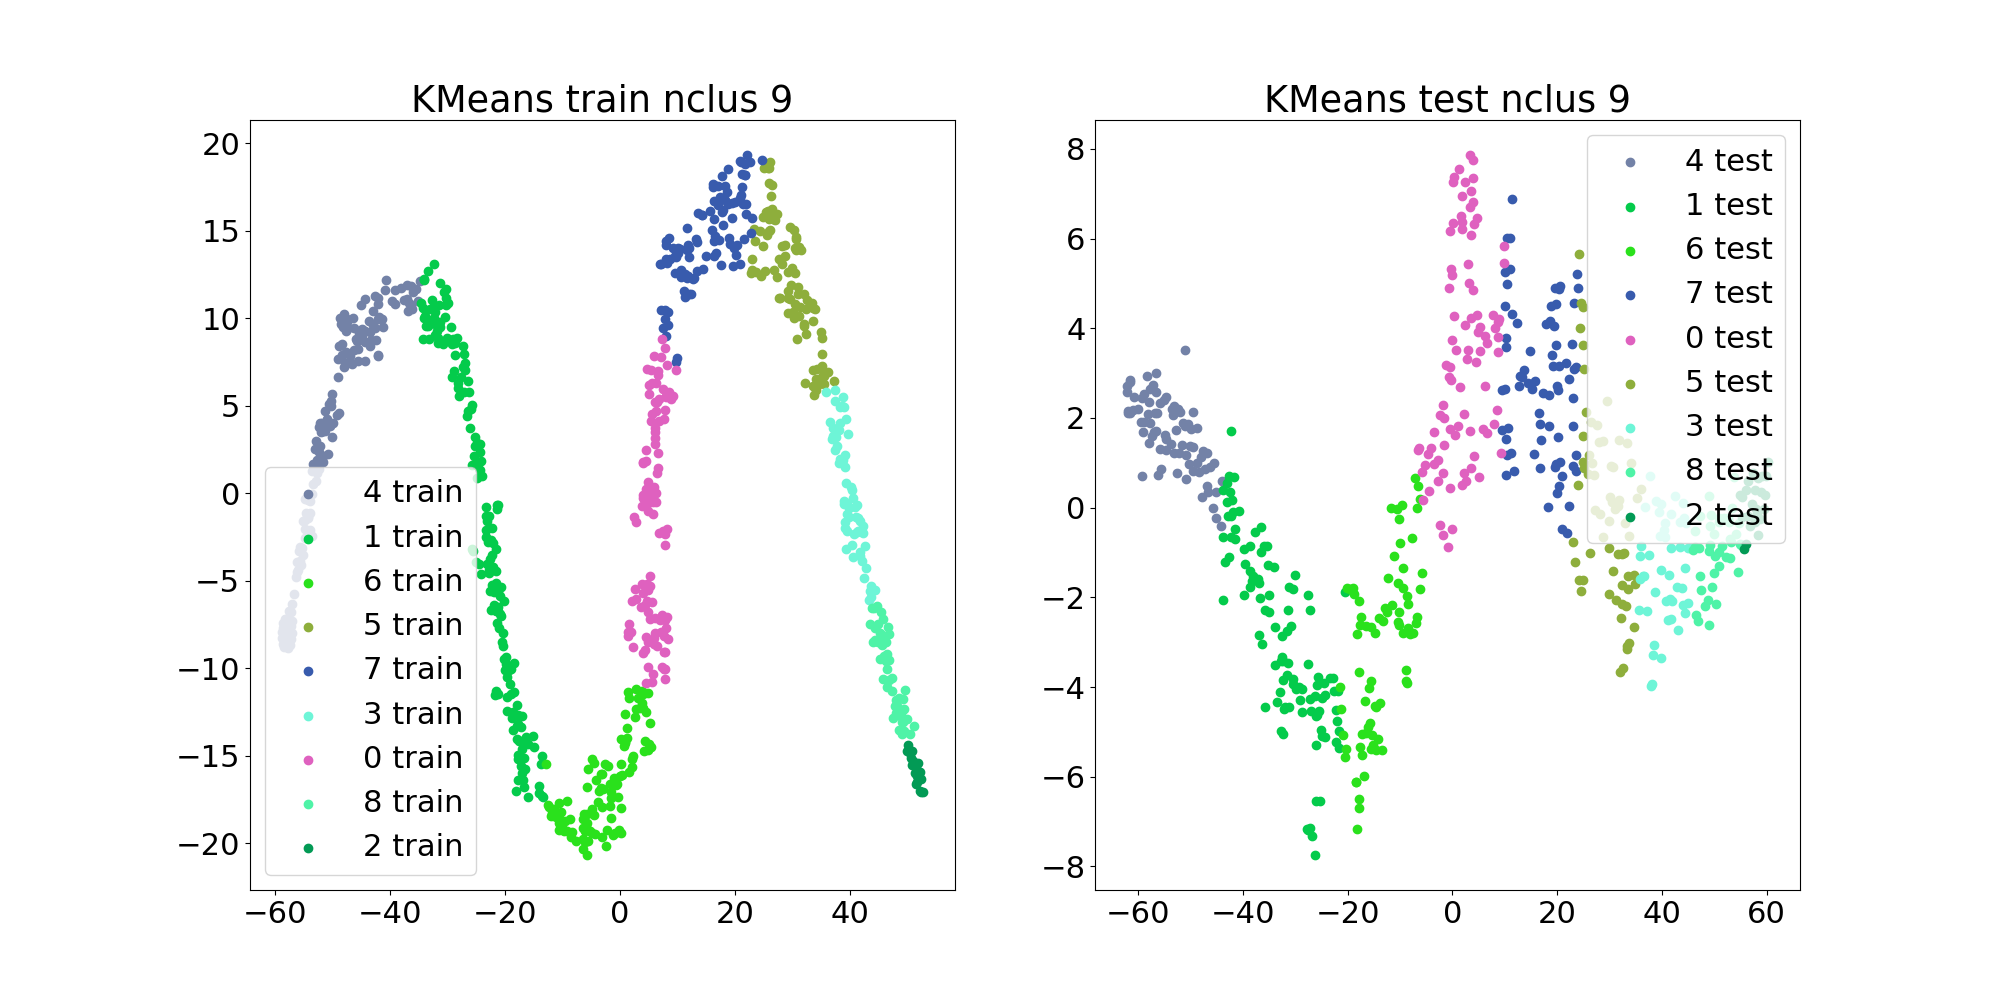 KMeans train nclus 9
20
15
10
5
0
−5
−10
−15
−20
−60
−40
−20
0
20
40
4 train
1 train
6 train
5 train
7 train
3 train
0 train
8 train
2 train
KMeans test nclus 9
8
6
4
2
0
−2
−4
−6
−8
−60
−40
−20
0
20
40
60
4 test
1 test
6 test
7 test
0 test
5 test
3 test
8 test
2 test